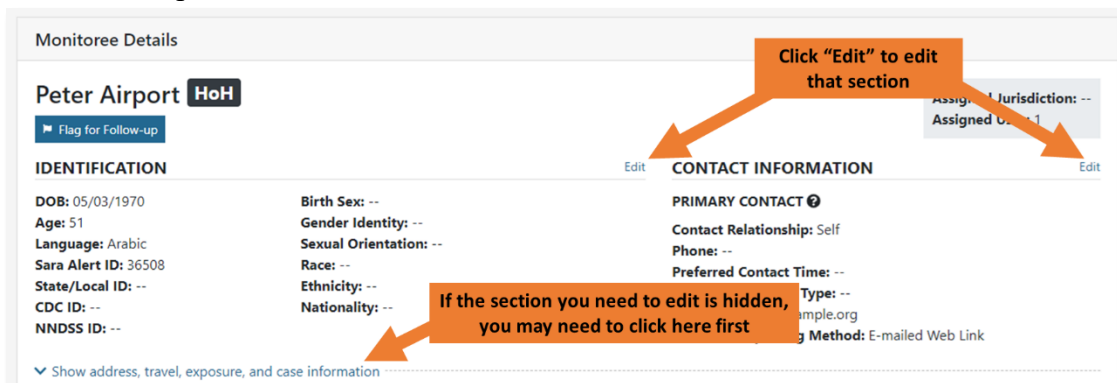 Monitoree Details
Click “Edit” to edit
that section
Peter Airport HoH
Flag for Follow-up
Assigned Jurisdiction: --
Assigned 1
IDENTIFICATION
Edit
DOB: 05/03/1970
Age: 51
Language: Arabic
Sara Alert ID: 36508
State/Local ID: --
CDC ID: --
NNDSS ID: --
Birth Sex: --
Gender Identity: --
Sexual Orientation: --
Race: --
Ethnicity: --
Nationality: --
CONTACT INFORMATION
Edit
PRIMARY CONTACT
Contact Relationship: Self
Phone: --
Preferred Contact Time: --
Type: --
ample.org
Method: E-mailed Web Link
If the section you need to edit is hidden,
you may need to click here first
Show address, travel, exposure, and case information